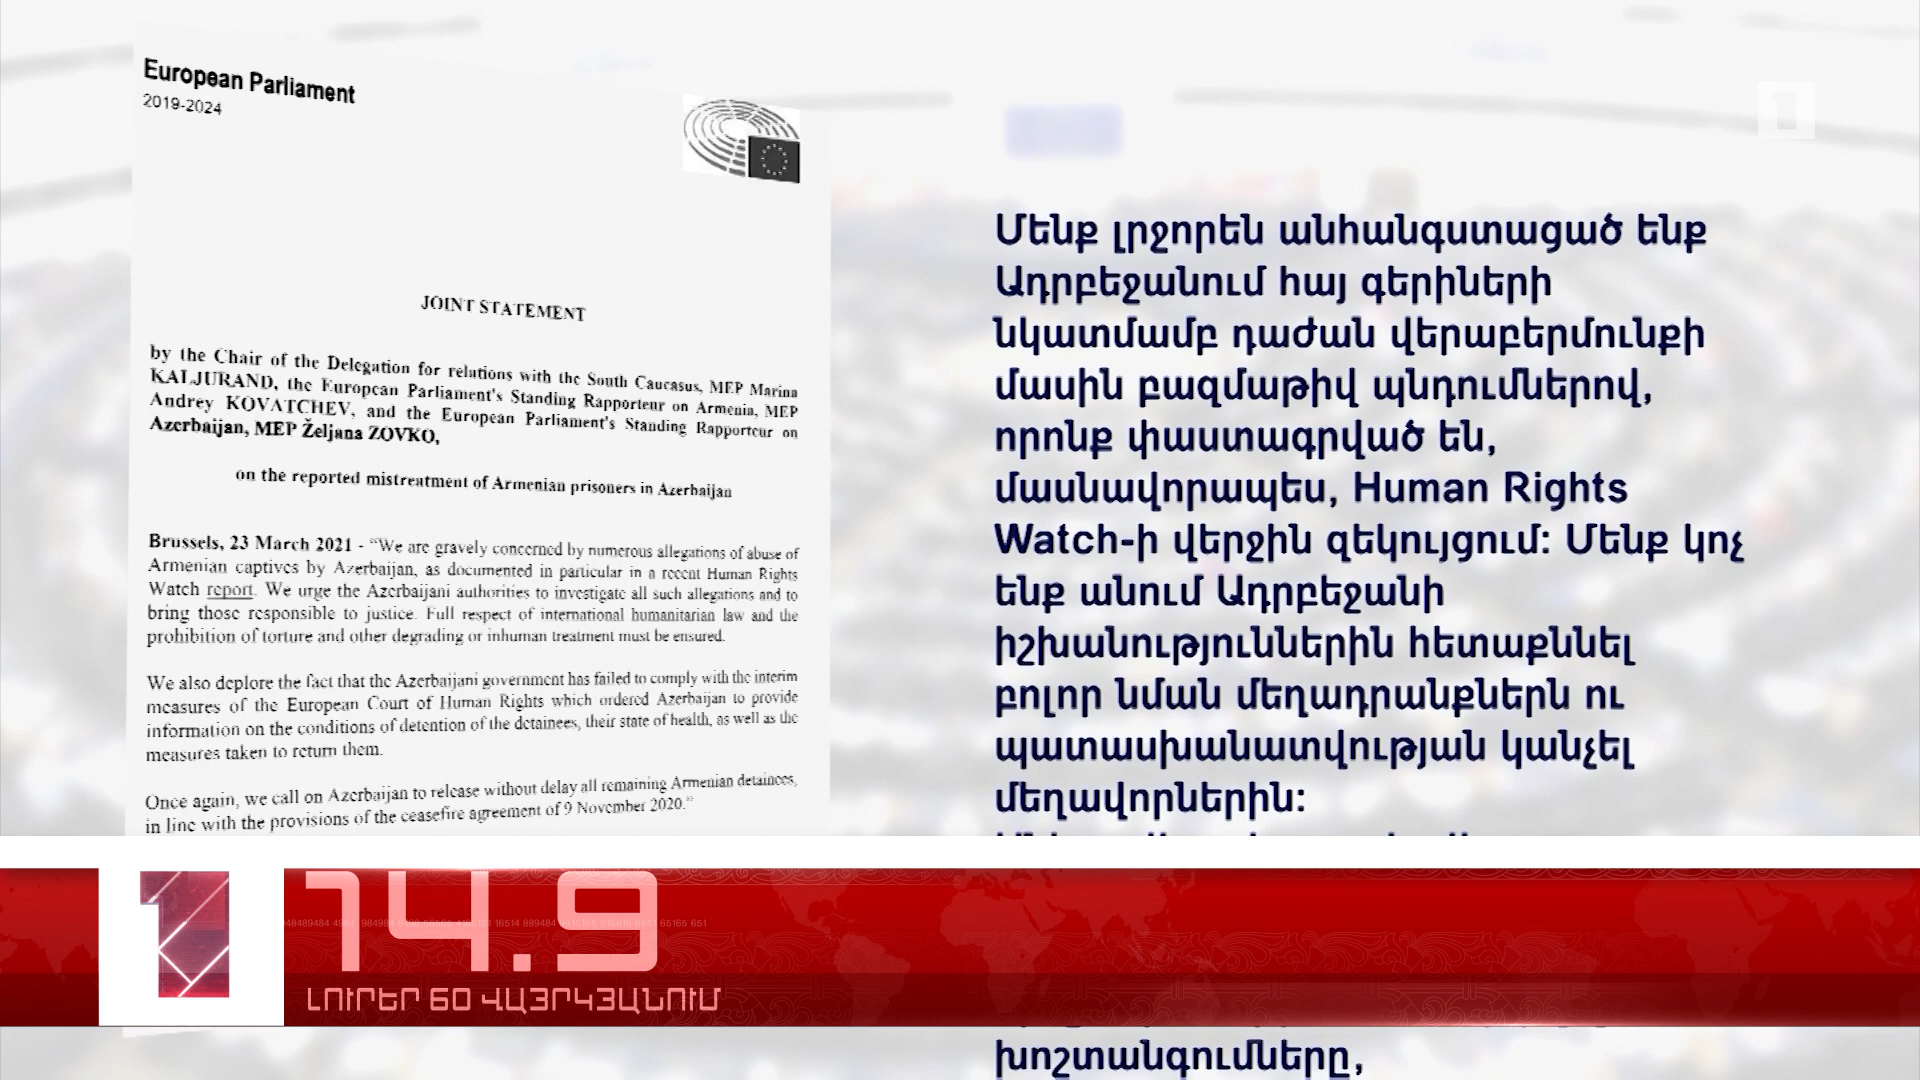 European Parliament
2019-2024
JOINT STATEMENT
by the Chair of the Delegation for relations with the South Caucasus, MEP Marina
KALJURAND, the European Parliament's Standing Rapporteur on Armenia, MEP
Andrey KOVATCHEV, and the European Parliament's Standing Rapporteur on
Azerbaijan, MEP Željana ZOVKO,
on the reported mistreatment of Armenian prisoners in Azerbaijan
Brussels, 23 March 2021 - “We are gravely concerned by numerous allegations of abuse of
Armenian captives by Azerbaijan, as documented in particular in a recent Human Rights
Watch report. We urge the Azerbaijani authorities to investigate all such allegations and to
bring those responsible to justice. Full respect of international humanitarian law and the
prohibition of torture and other degrading or inhuman treatment must be ensured.
We also deplore the fact that the Azerbaijani government has failed to comply with the interim
measures of the European Court of Human Rights which ordered Azerbaijan to provide
information on the conditions of detention of the detainees, their state of health, as well as the
measures taken to return them.
Once again, we call on Azerbaijan to release without delay all remaining Armenian detainees,
in line with the provisions of the ceasefire agreement of 9 November 2020.”
Մենք լրջորեն անհանգստացած ենք
Ադրբեջանում հայ գերիների
նկատմամբ դաժան վերաբերմունքի
մասին բազմաթիվ պնդումներով,
որոնք փաստագրված են,
մասնավորապես, Human Rights
Watch-ի վերջին զեկույցում: Մենք կոչ
ենք անում Ադրբեջանի
իշխանություններին հետաքննել
բոլոր նման մեղադրանքներն ու
պատասխանատվության կանչել
մեղավորներին:
խոշտանգումները,
1
14.9
ԼՈՒՐԵՐ 60 ՎԱՅՐԿՅԱՆՈՒՄ